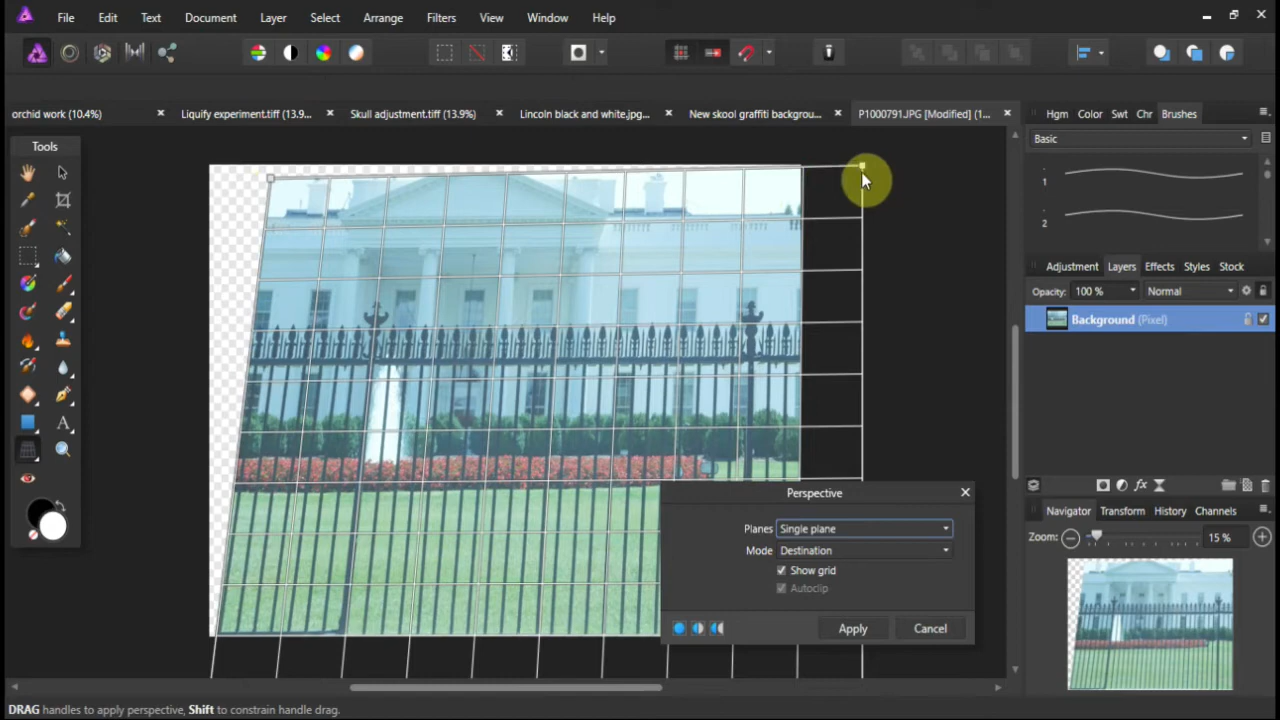 File Edit Text Document Layer Select Arrange Filters View Window Help
orchid work (10.4%) Liquify experiment.tiff (13.9%... Skull adjustment.tiff (13.9%) Lincoln black and white.jpg... New skool graffiti backgrou... P1000791.JPG [Modified] (1...
Hgm Color Swt Chr Brushes
Tools
Basic
1
2
Adjustment Layers Effects Styles Stock
Opacity: 100 % Normal
Background (Pixel)
Perspective
Planes Single plane
Mode Destination
Show grid
Autoclip
Apply Cancel
Navigator Transform History Channels
Zoom: 15 %
DRAG handles to apply perspective, Shift to constrain handle drag.